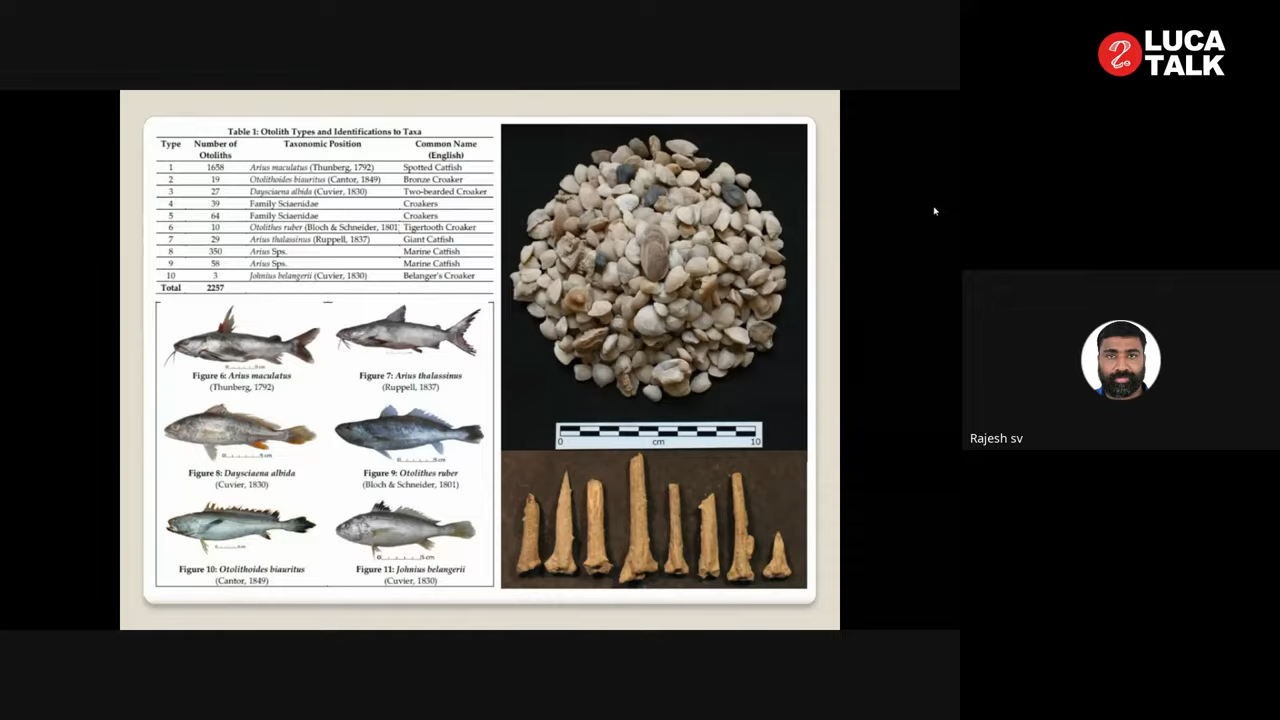 LUCA
TALK
Table 1: Otolith Types and Identifications to Taxa
Type Number of Otoliths Taxonomic Position Common Name (English)
1 1658 Arius maculatus (Thunberg, 1792) Spotted Catfish
2 19 Otolithoides biauritus (Cantor, 1849) Bronze Croaker
3 27 Daysciaena albida (Cuvier, 1830) Two-bearded Croaker
4 39 Family Sciaenidae Croakers
5 64 Family Sciaenidae Croakers
6 10 Otolithes ruber (Bloch & Schneider, 1801 Tigertooth Croaker
7 29 Arius thalassinus (Ruppell, 1837) Giant Catfish
8 350 Arius Sps. Marine Catfish
9 58 Arius Sps. Marine Catfish
10 3 Johnius belangerii (Cuvier, 1830) Belanger's Croaker
Total 2257
Figure 6: Arius maculatus
(Thunberg, 1792)
Figure 7: Arius thalassinus
(Ruppell, 1837)
Figure 8: Daysciaena albida
(Cuvier, 1830)
Figure 9: Otolithes ruber
(Bloch & Schneider, 1801)
Figure 10: Otolithoides biauritus
(Cantor, 1849)
Figure 11: Johnius belangerii
(Cuvier, 1830)
0 cm 10
Rajesh sv